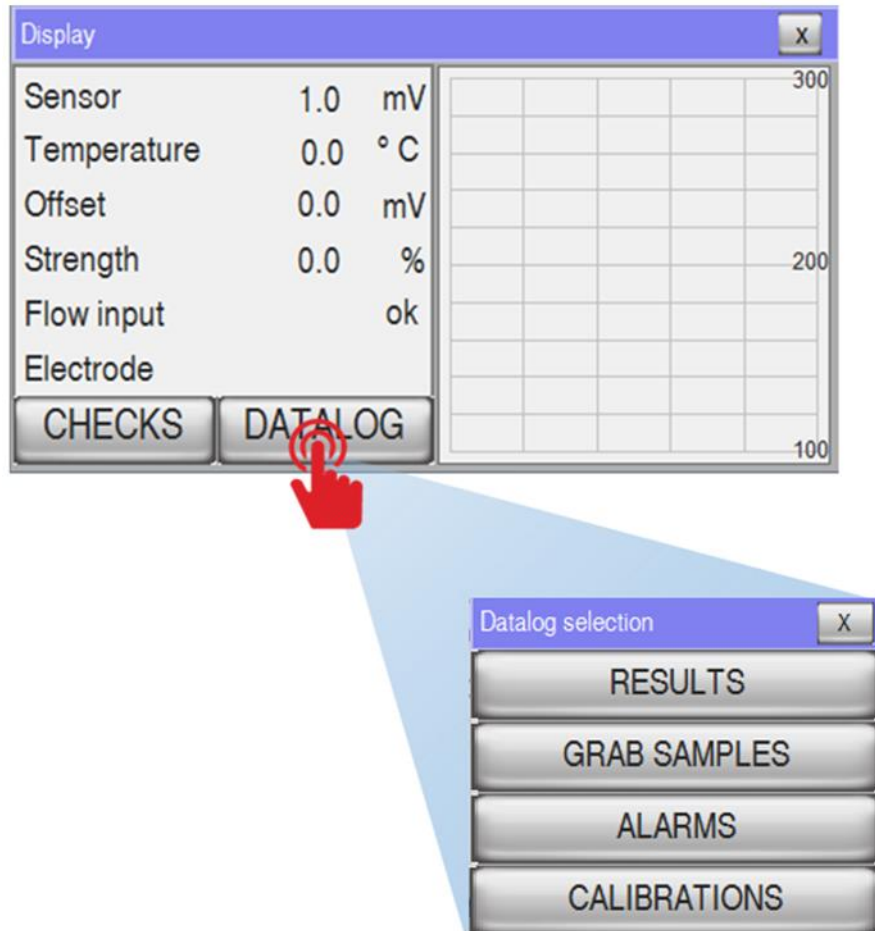 Display X
Sensor 1.0 mV
Temperature 0.0 ° C
Offset 0.0 mV
Strength 0.0 %
Flow input ok
Electrode
CHECKS DATALOG
300
200
100
Datalog selection X
RESULTS
GRAB SAMPLES
ALARMS
CALIBRATIONS